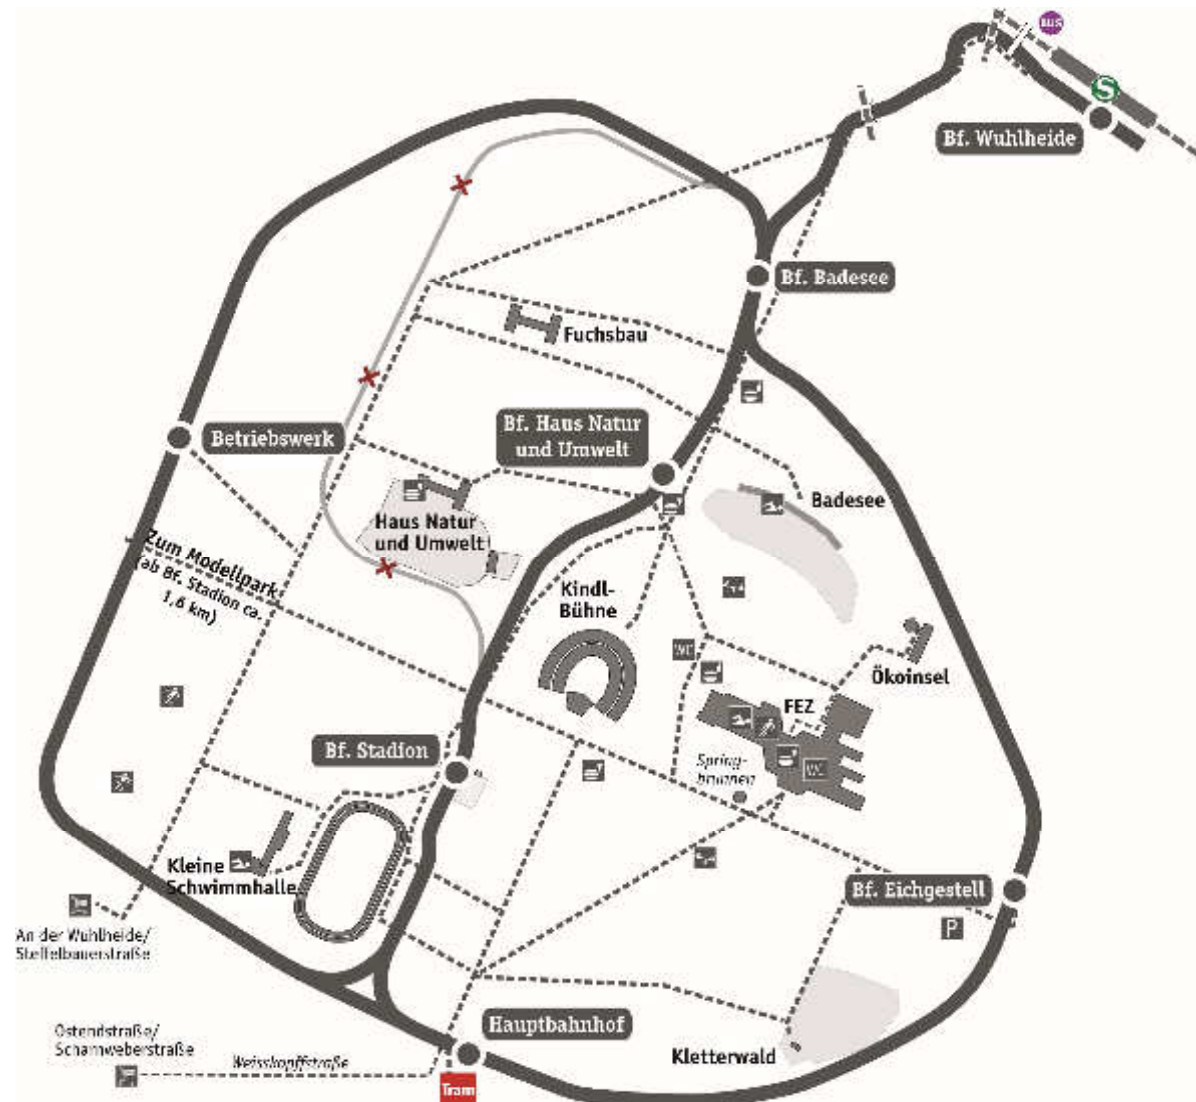 BUS
S
Bf. Wuhlheide
Bf. Badesee
Fuchsbau
Bf. Haus Natur
und Umwelt
Betriebswerk
Badesee
Haus Natur
und Umwelt
Zum Modellpark
(ab Bf. Stadion ca.
1,6 km)
Kindl-
Bühne
WC
Ökoinsel
FEZ
Bf. Stadion
Spring-
brunnen
WC
Kleine
Schwimmhalle
Bf. Eichgestell
P
An der Wuhlheide/
Steffelbauerstraße
Hauptbahnhof
Ostendstraße/
Scharnweberstraße
Weisskopffstraße
Kletterwald
Tram